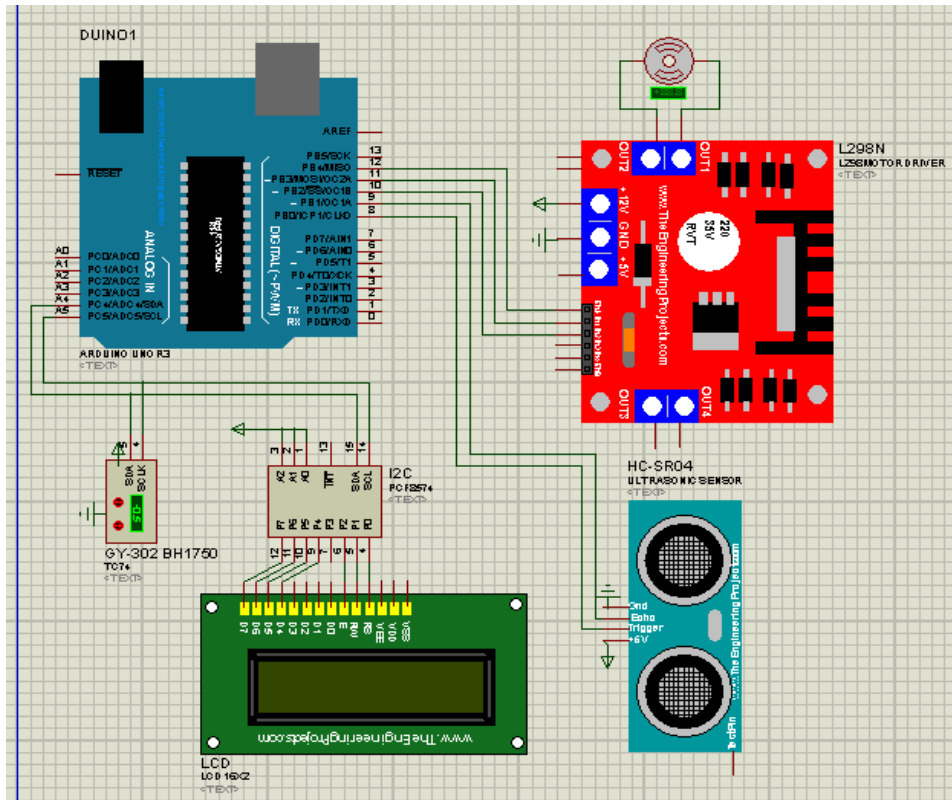 DUINO1
AREF
RESET
13
12
11
10
9
8
7
6
5
4
3
2
1
0
PB5/SCK
PB4/MISO
~PB3/MOSI/OC2A
~PB2/SS/OC1B
~PB1/OC1A
PB0/ICP1/CLKO
PD7/AIN1
~PD6/AIN0
~PD5/T1
PD4/T0/XCK
~PD3/INT1
PD2/INT0
TX PD1/TXD
RX PD0/RXD
DIGITAL (~PWM)
ANALOG IN
A0
A1
A2
A3
A4
A5
PC0/ADC0
PC1/ADC1
PC2/ADC2
PC3/ADC3
PC4/ADC4/SDA
PC5/ADC5/SCL
ARDUINO UNO R3
<TEXT>
L298N
L298 MOTOR DRIVER
<TEXT>
OUT2
OUT1
+12V
GND
+5V
220
35V
RVT
www.TheEngineeringProjects.com
OUT3
OUT4
SDA
SCLK
5
4
GY-302 BH1750
TC74
<TEXT>
3
2
1
13
15
14
A2
A1
A0
INT
SDA
SCL
I2C
PCF8574
<TEXT>
P7
P6
P5
P4
P3
P2
P1
P0
12
11
10
9
7
6
5
4
D7
D6
D5
D4
D3
D2
D1
D0
E
RW
RS
VEE
VDD
VSS
www.TheEngineeringProjects.com
LCD
LCD 16X2
<TEXT>
HC-SR04
ULTRASONIC SENSOR
<TEXT>
Gnd
Echo
Trigger
+5V
www.TheEngineeringProjects.com
TestPin